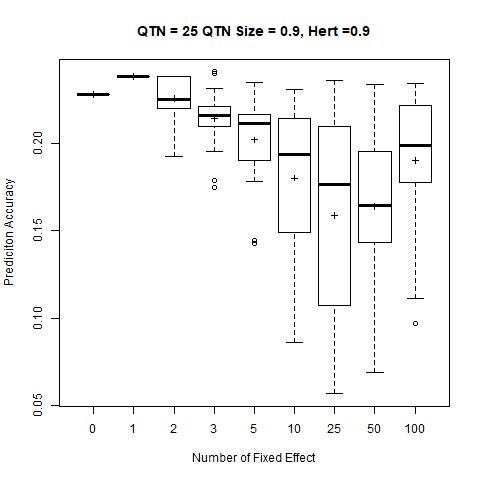 QTN = 25 QTN Size = 0.9, Hert =0.9
Prediciton Accuracy
0.20
0.15
0.10
0.05
0 1 2 3 5 10 25 50 100
Number of Fixed Effect